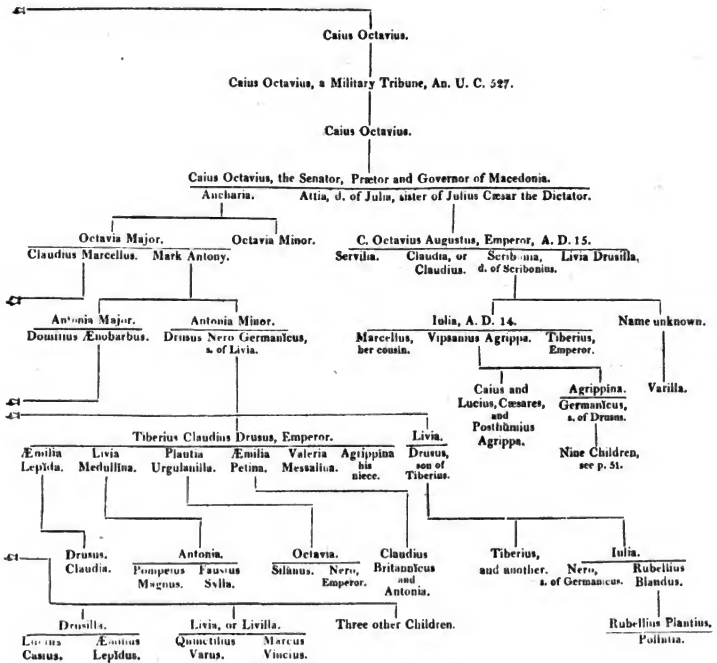 Caius Octavius.
Caius Octavius, a Military Tribune, An. U. C. 527.
Caius Octavius.
Caius Octavius, the Senator, Prætor and Governor of Macedonia.
Ancharia. Attia, d. of Julia, sister of Julius Cæsar the Dictator.
Octavia Major. Octavia Minor. C. Octavius Augustus, Emperor, A. D. 15.
Claudius Marcellus. Mark Antony. Servilia. Claudia, or Scribonia, Livia Drusilla,
Claudius. d. of Scribonius.
Antonia Major. Antonia Minor. Iulia, A. D. 14. Name unknown.
Dominus Ænobarbus. Drusus Nero Germanicus, Marcellus, Vipsanius Agrippa. Tiberius,
s. of Livia. her cousin. Emperor.
Caius and Agrippina. Varilla.
Lucius, Cæsares, Germanicus,
and s. of Drusus.
Posthumius
Agrippa. Nine Children,
see p. 51.
Tiberius Claudius Drusus, Emperor. Livia.
Æmilia Livia Plautia Æmilia Valeria Agrippina Drusus,
Lepida. Medullina. Urgulanilla. Petina. Messalina. his son of
niece. Tiberius.
Drusus. Antonia. Octavia. Claudius Tiberius, Iulia.
Claudia. Pompeius Faustus Silanus. Nero, Britannicus and another. Nero, Rubellius
Magnus. Sylla. Emperor. and s. of Germanicus. Blandus.
Antonia.
Drusilla. Livia, or Livilla. Three other Children. Rubellius Plantius.
Lucius Æmilius Quinctilius Marcus Pollutia.
Casius. Lepidus. Varus. Vincius.